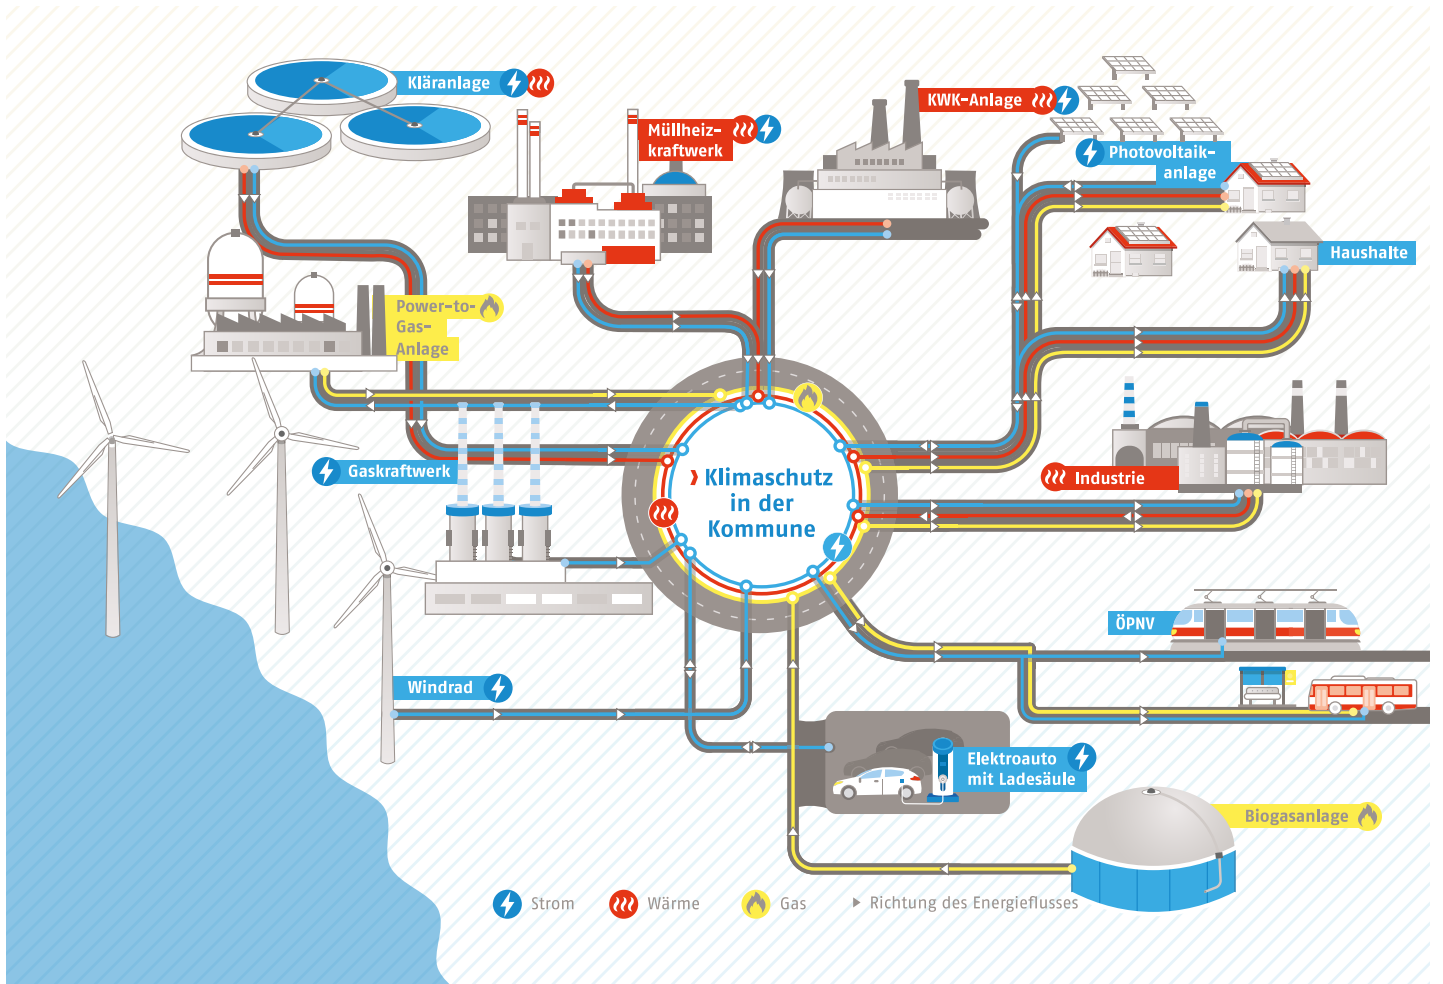 Kläranlage
Müllheiz-
kraftwerk
KWK-Anlage
Photovoltaik-
anlage
Haushalte
Power-to-
Gas-
Anlage
Gaskraftwerk
❱ Klimaschutz
in der
Kommune
Industrie
ÖPNV
Windrad
Elektroauto
mit Ladesäule
Biogasanlage
Strom
Wärme
Gas
Richtung des Energieflusses